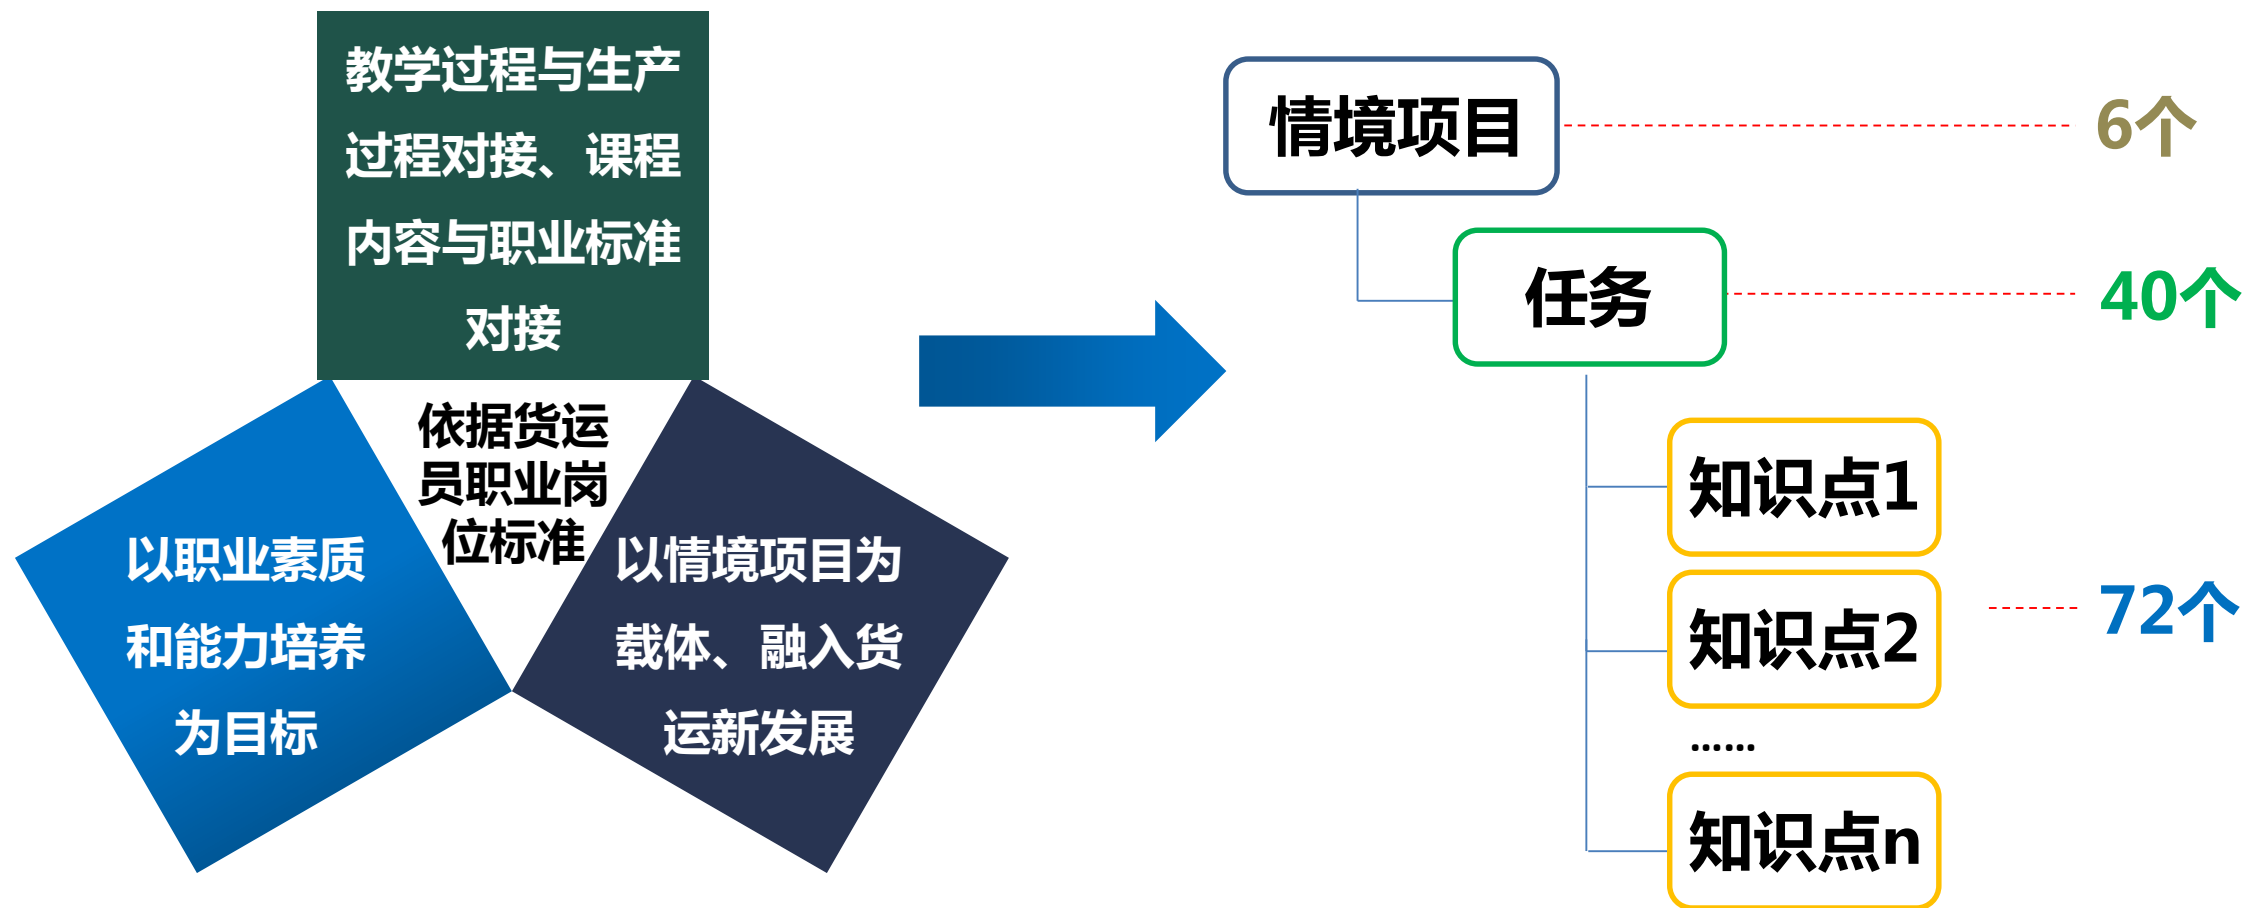 教学过程与生产
过程对接、课程
内容与职业标准
对接
依据货运
员职业岗
位标准
以职业素质
和能力培养
为目标
以情境项目为
载体、融入货
运新发展
情境项目
6个
任务
40个
知识点1
知识点2
72个
......
知识点n